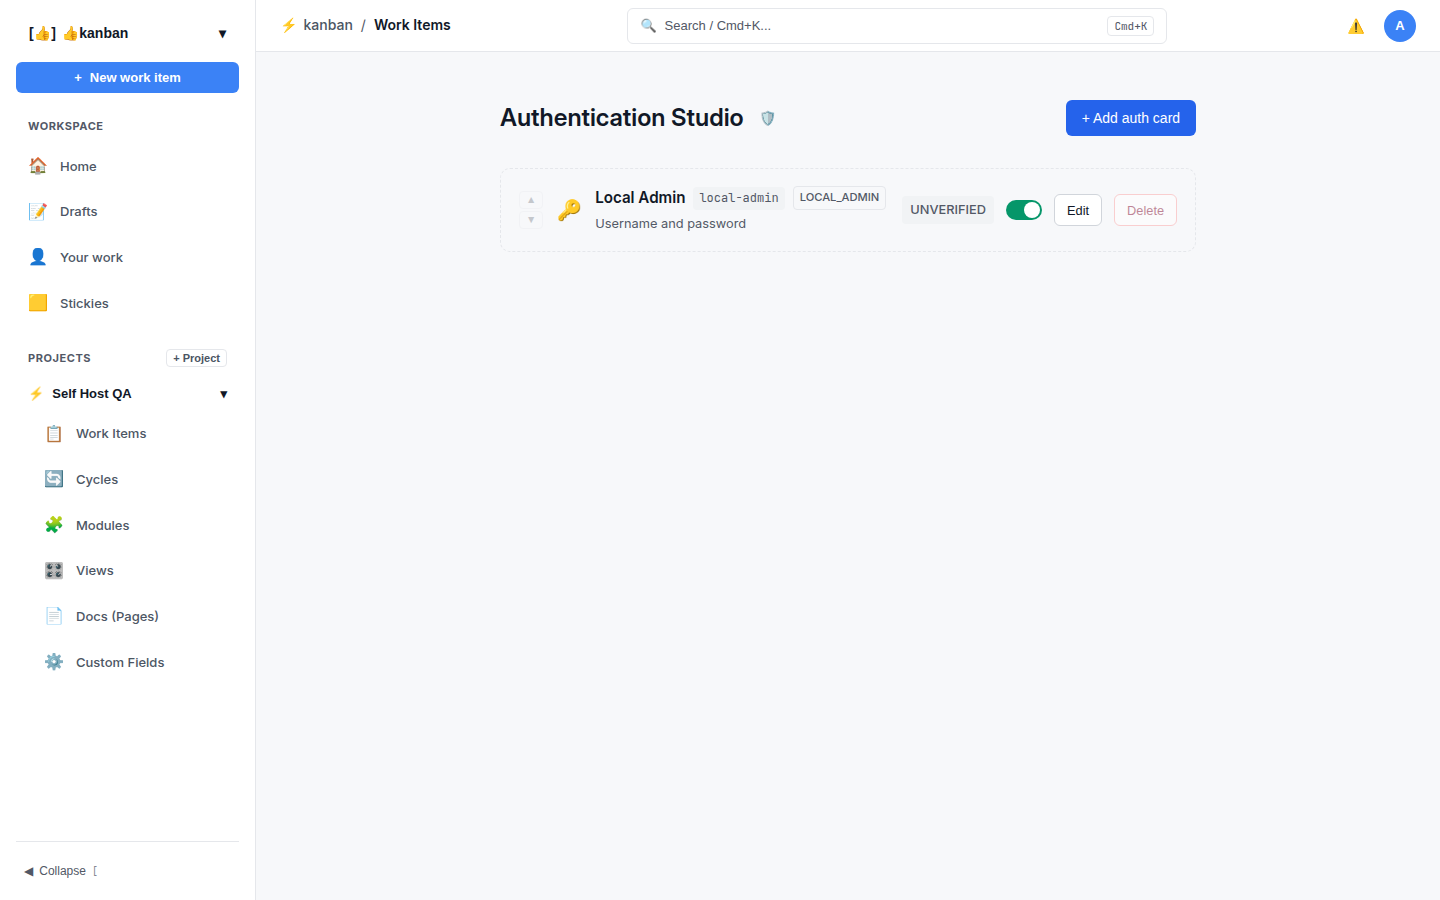 [👍] 👍kanban ▼
+ New work item
WORKSPACE
Home
Drafts
Your work
Stickies
PROJECTS
+ Project
⚡ Self Host QA ▼
Work Items
Cycles
Modules
Views
Docs (Pages)
Custom Fields
◀ Collapse [
⚡ kanban / Work Items
Search / Cmd+K...
Cmd+K
A
Authentication Studio
+ Add auth card
Local Admin local-admin LOCAL_ADMIN
Username and password
UNVERIFIED
Edit
Delete